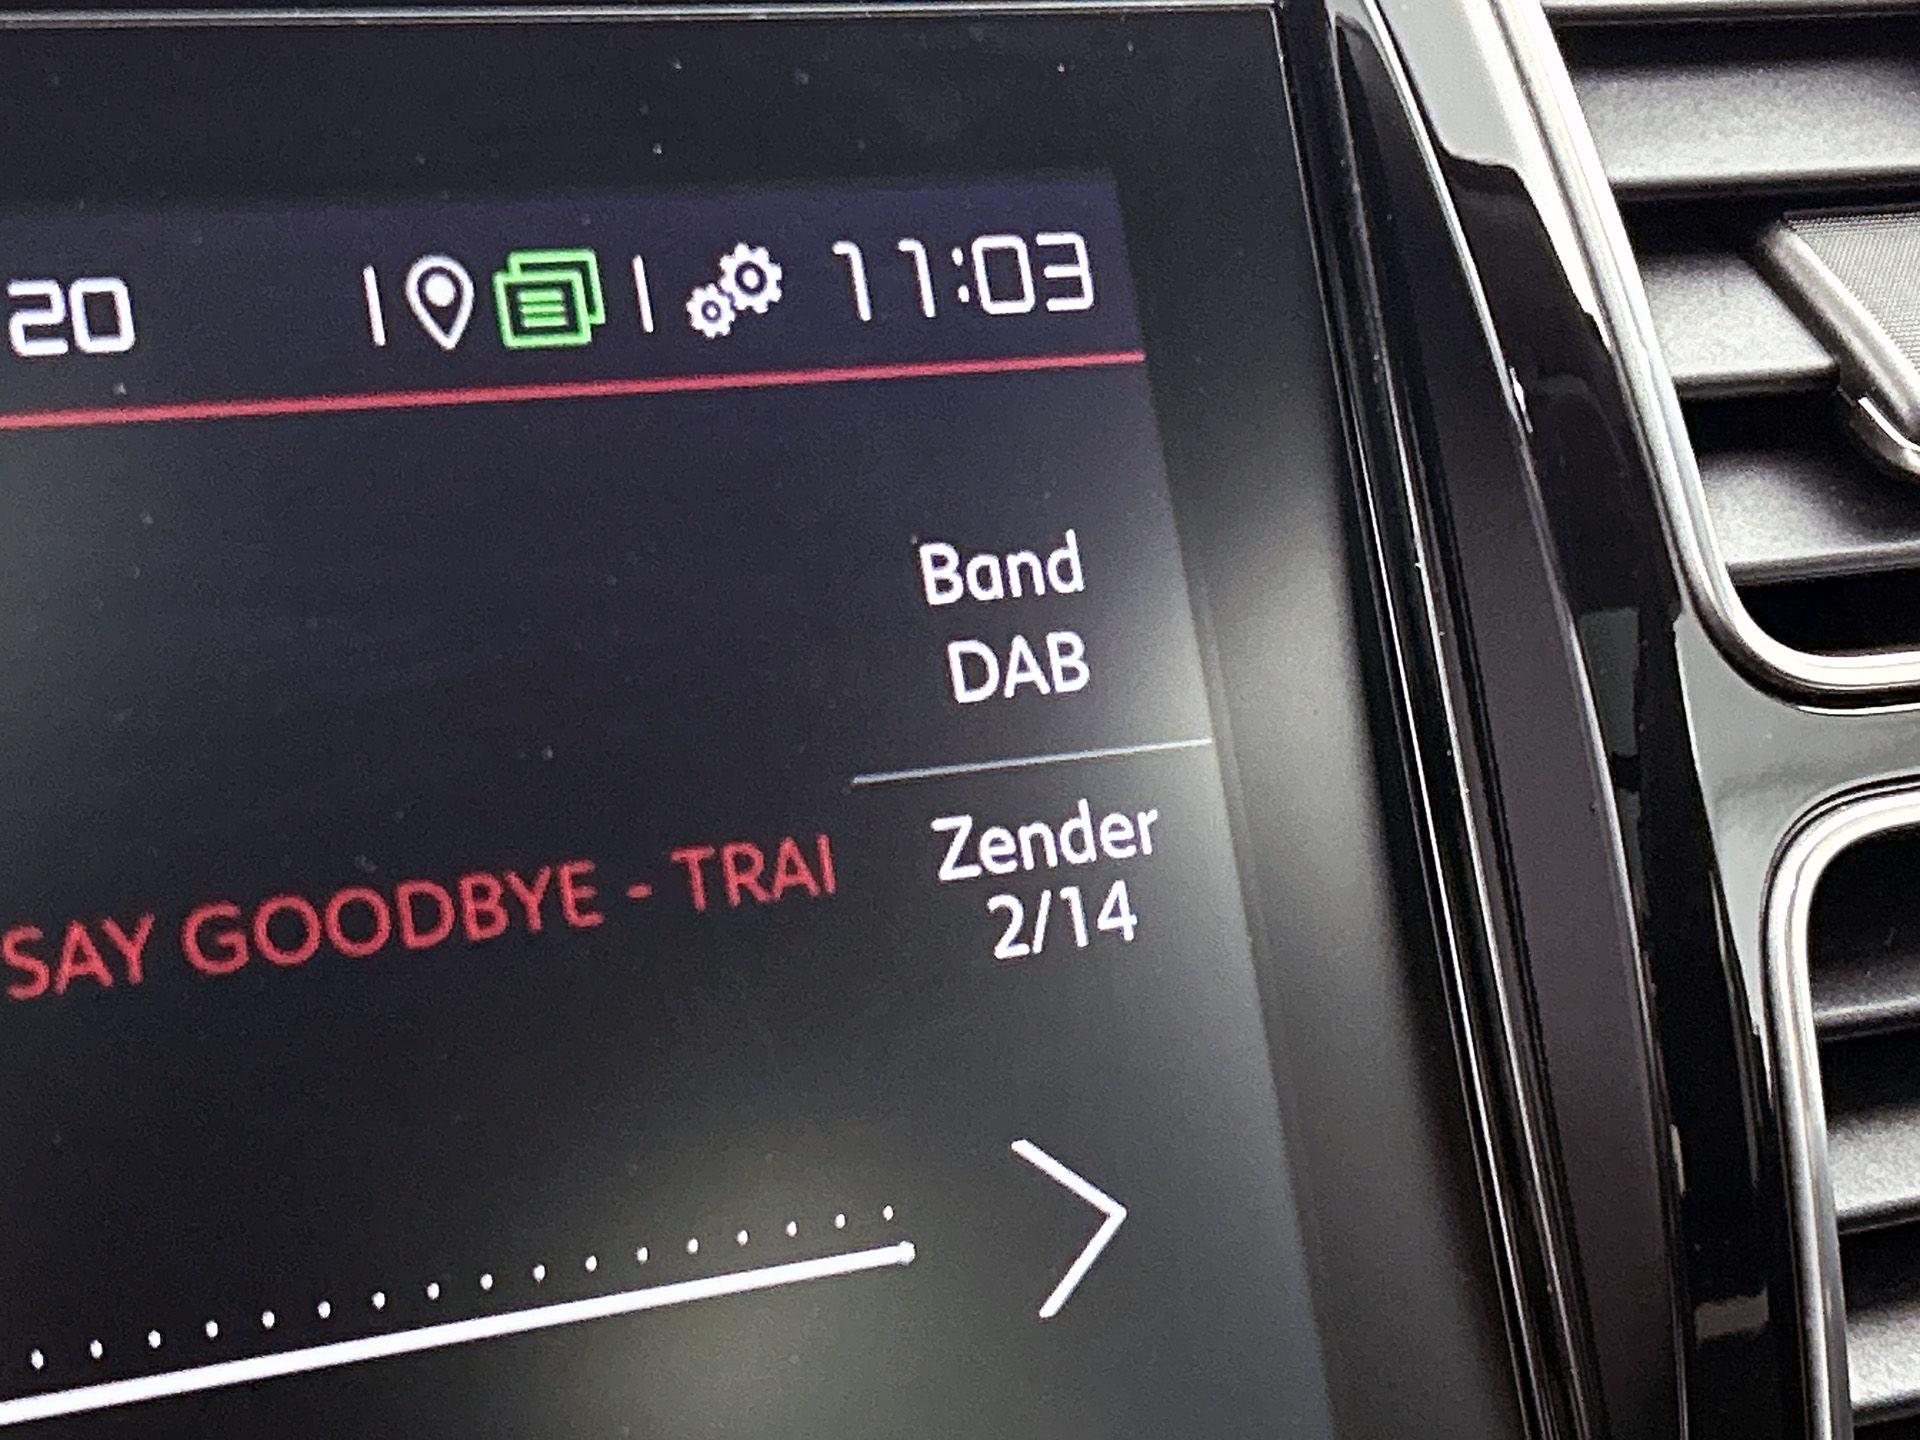 20 11:03
Band
DAB
SAY GOODBYE - TRAI
Zender
2/14